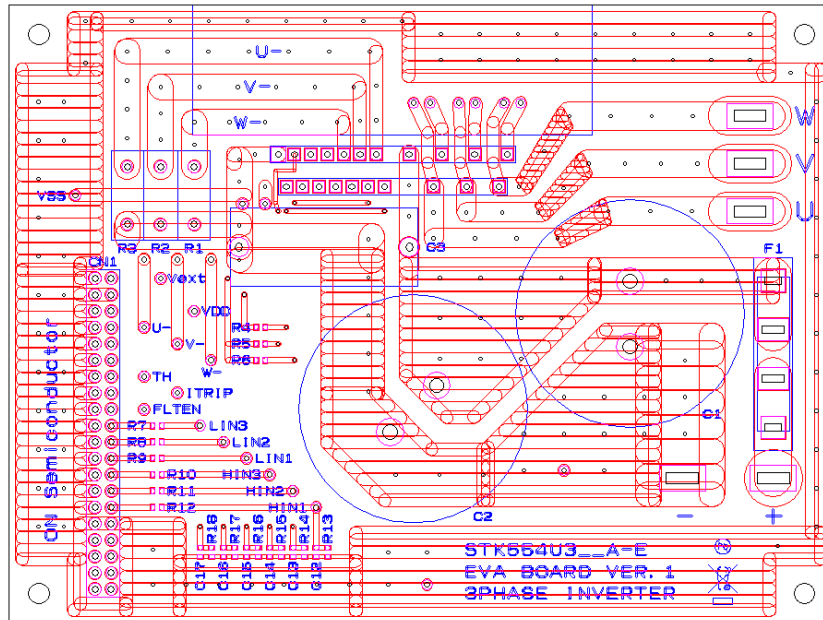 U-
V-
W-
W
V
U
VSS
R3 R2 R1
C3
F1
CN1
Vext
VDD
U-
R4
V-
R5
R6
W-
TH
ITRIP
FLTEN
C1
R7
LIN3
R8
LIN2
R9
LIN1
R10
HIN3
R11
HIN2
R12
HIN1
- +
C2
ON Semiconductor
R18 R17 R16 R15 R14 R13
C17 C16 C15 C14 C13 C12
STK554U3__A-E
EVA BOARD VER. 1
3PHASE INVERTER